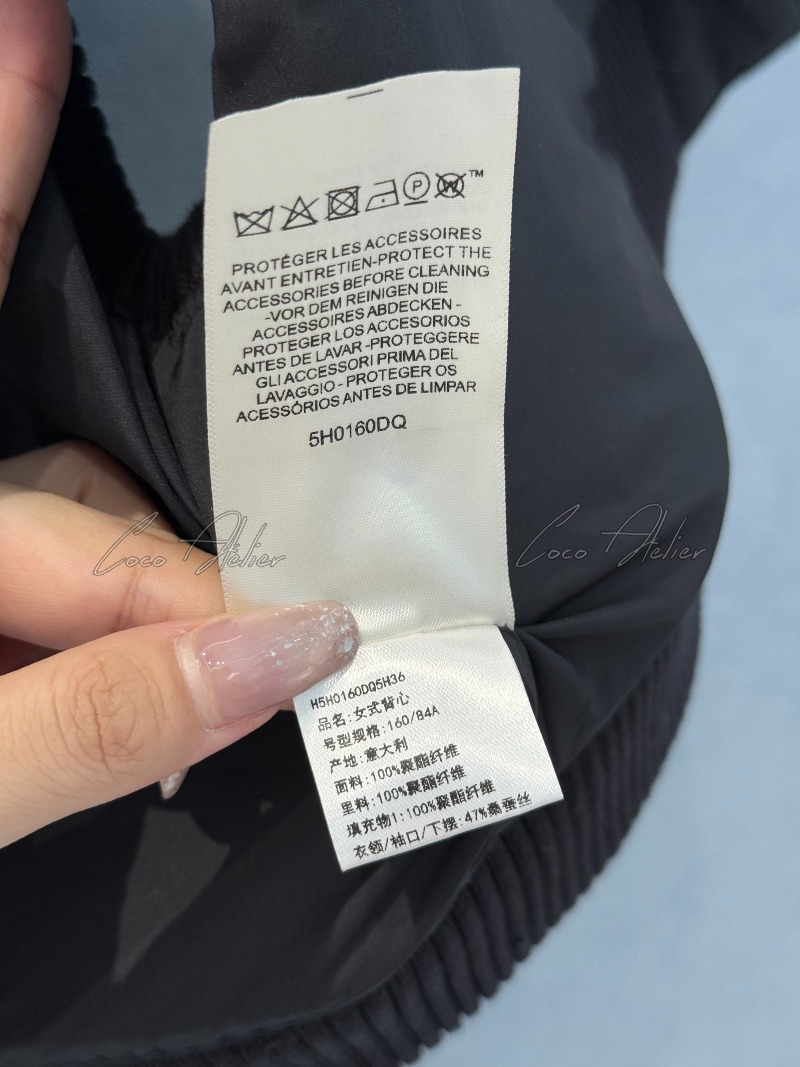 P
W
™
PROTÉGER LES ACCESSOIRES
AVANT ENTRETIEN-PROTECT THE
ACCESSORIES BEFORE CLEANING
-VOR DEM REINIGEN DIE
ACCESSOIRES ABDECKEN -
PROTEGER LOS ACCESORIOS
ANTES DE LAVAR -PROTEGGERE
GLI ACCESSORI PRIMA DEL
LAVAGGIO - PROTEGER OS
ACESSÓRIOS ANTES DE LIMPAR
5H0160DQ
Coco Atelier
Coco Atelier
H5H0160DQ5H36
品名:女式背心
号型规格:160/84A
产地:意大利
面料:100%聚酯纤维
里料:100%聚酯纤维
填充物1:100%聚酯纤维
衣领/袖口/下摆:47%桑蚕丝